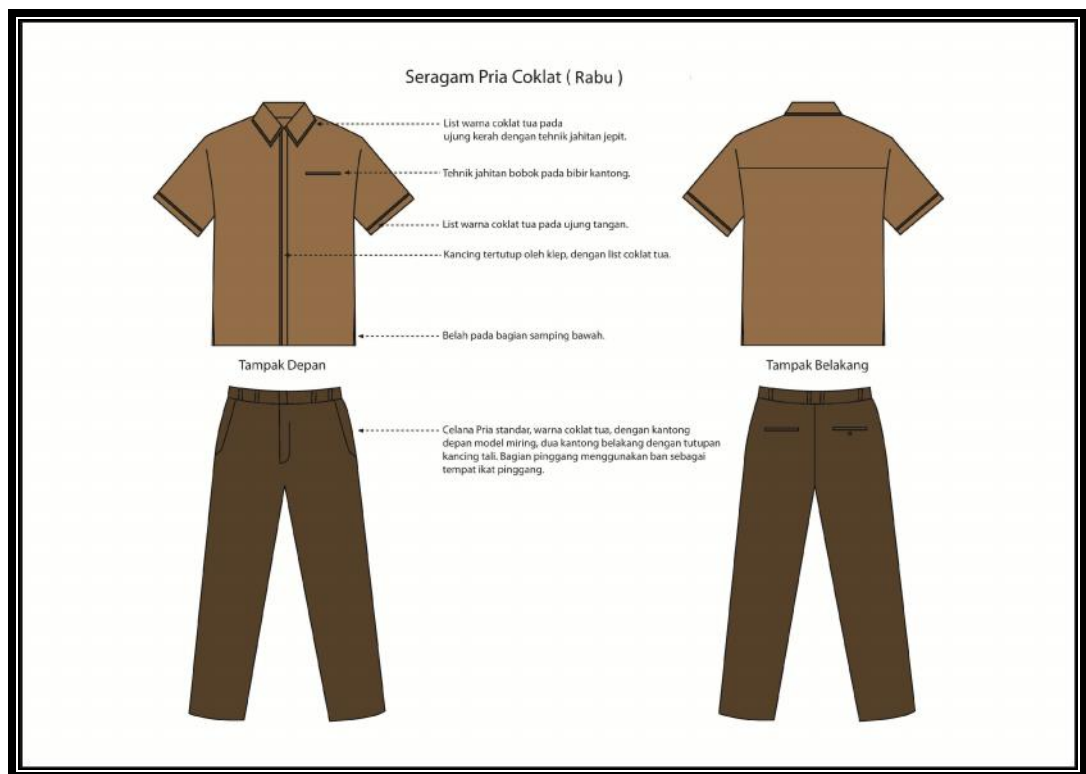 Seragam Pria Coklat ( Rabu )
List warna coklat tua pada
ujung kerah dengan tehnik jahitan jepit.
Tehnik jahitan bobok pada bibir kantong.
List warna coklat tua pada ujung tangan.
Kancing tertutup oleh klep, dengan list coklat tua.
Belah pada bagian samping bawah.
Tampak Depan
Tampak Belakang
Celana Pria standar, warna coklat tua, dengan kantong
depan model miring, dua kantong belakang dengan tutupan
kancing tali. Bagian pinggang menggunakan ban sebagai
tempat ikat pinggang.